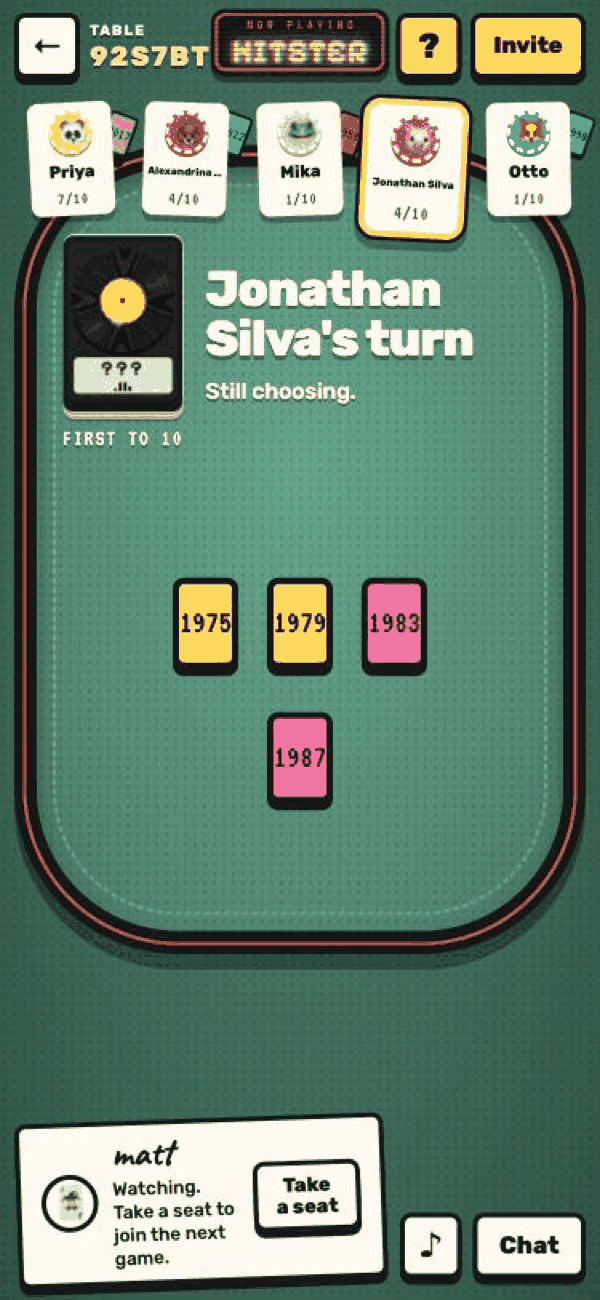 ←
TABLE
92S7BT
NOW PLAYING
HITSTER
?
Invite
Priya
7/10
Alexandrina…
4/10
Mika
1/10
Jonathan Silva
4/10
Otto
1/10
???
FIRST TO 10
Jonathan
Silva's turn
Still choosing.
1975
1979
1983
1987
matt
Watching.
Take a seat to
join the next
game.
Take
a seat
♪
Chat